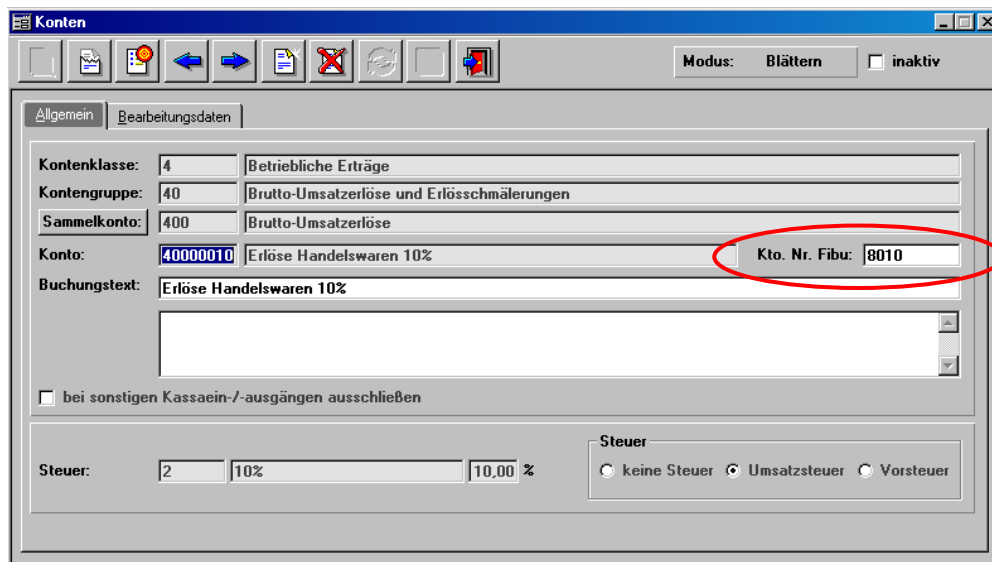 Konten
Modus: Blättern inaktiv
Allgemein Bearbeitungsdaten
Kontenklasse: 4 Betriebliche Erträge
Kontengruppe: 40 Brutto-Umsatzerlöse und Erlösschmälerungen
Sammelkonto: 400 Brutto-Umsatzerlöse
Konto: 40000010 Erlöse Handelswaren 10% Kto. Nr. Fibu: 8010
Buchungstext: Erlöse Handelswaren 10%
bei sonstigen Kassaein-/-ausgängen ausschließen
Steuer
Steuer: 2 10% 10,00 % keine Steuer Umsatzsteuer Vorsteuer